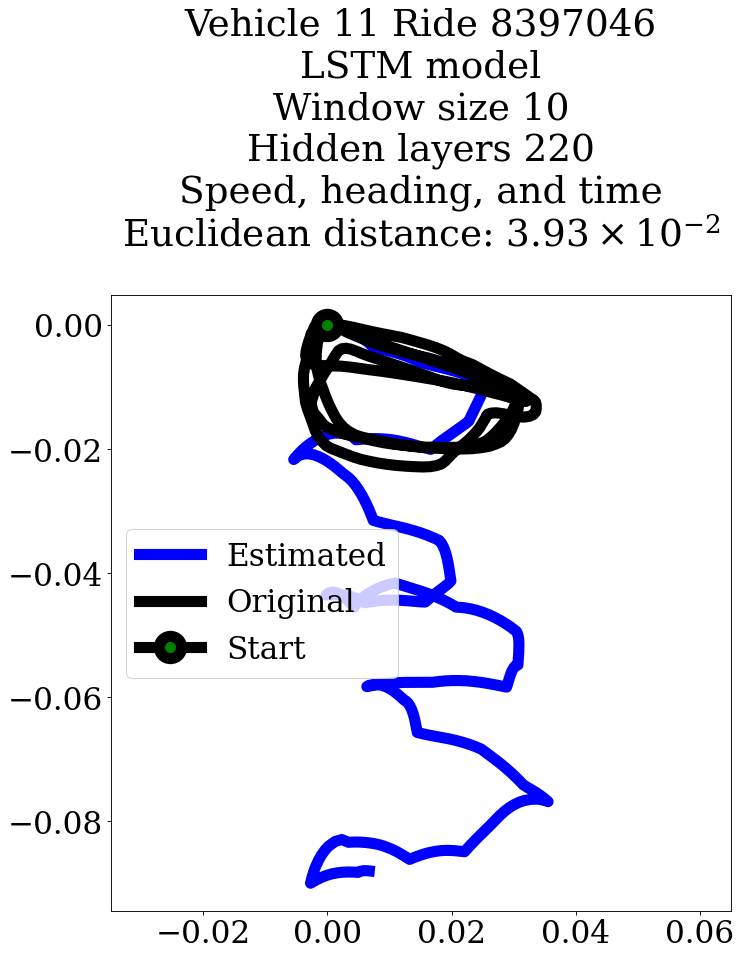 Vehicle 11 Ride 8397046
LSTM model
Window size 10
Hidden layers 220
Speed, heading, and time
Euclidean distance: 3.93 × 10⁻²
0.00
−0.02
−0.04
−0.06
−0.08
Estimated
Original
Start
−0.02 0.00 0.02 0.04 0.06